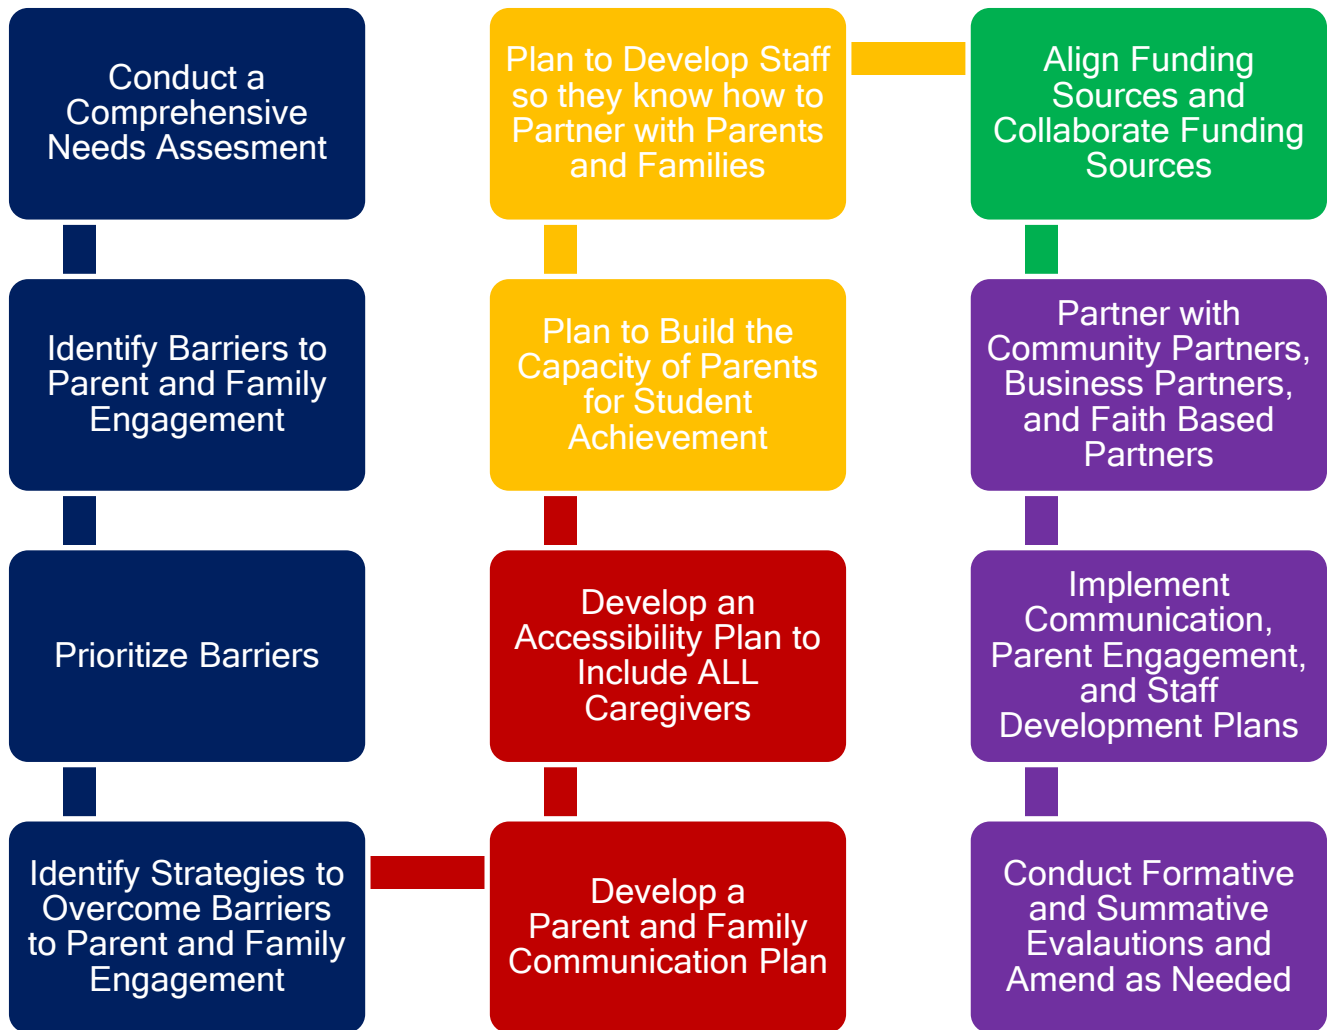 Conduct a
Comprehensive
Needs Assesment
Identify Barriers to
Parent and Family
Engagement
Prioritize Barriers
Identify Strategies to
Overcome Barriers
to Parent and Family
Engagement
Develop a
Parent and Family
Communication Plan
Develop an
Accessibility Plan to
Include ALL
Caregivers
Plan to Build the
Capacity of Parents
for Student
Achievement
Plan to Develop Staff
so they know how to
Partner with Parents
and Families
Align Funding
Sources and
Collaborate Funding
Sources
Partner with
Community Partners,
Business Partners,
and Faith Based
Partners
Implement
Communication,
Parent Engagement,
and Staff
Development Plans
Conduct Formative
and Summative
Evalautions and
Amend as Needed